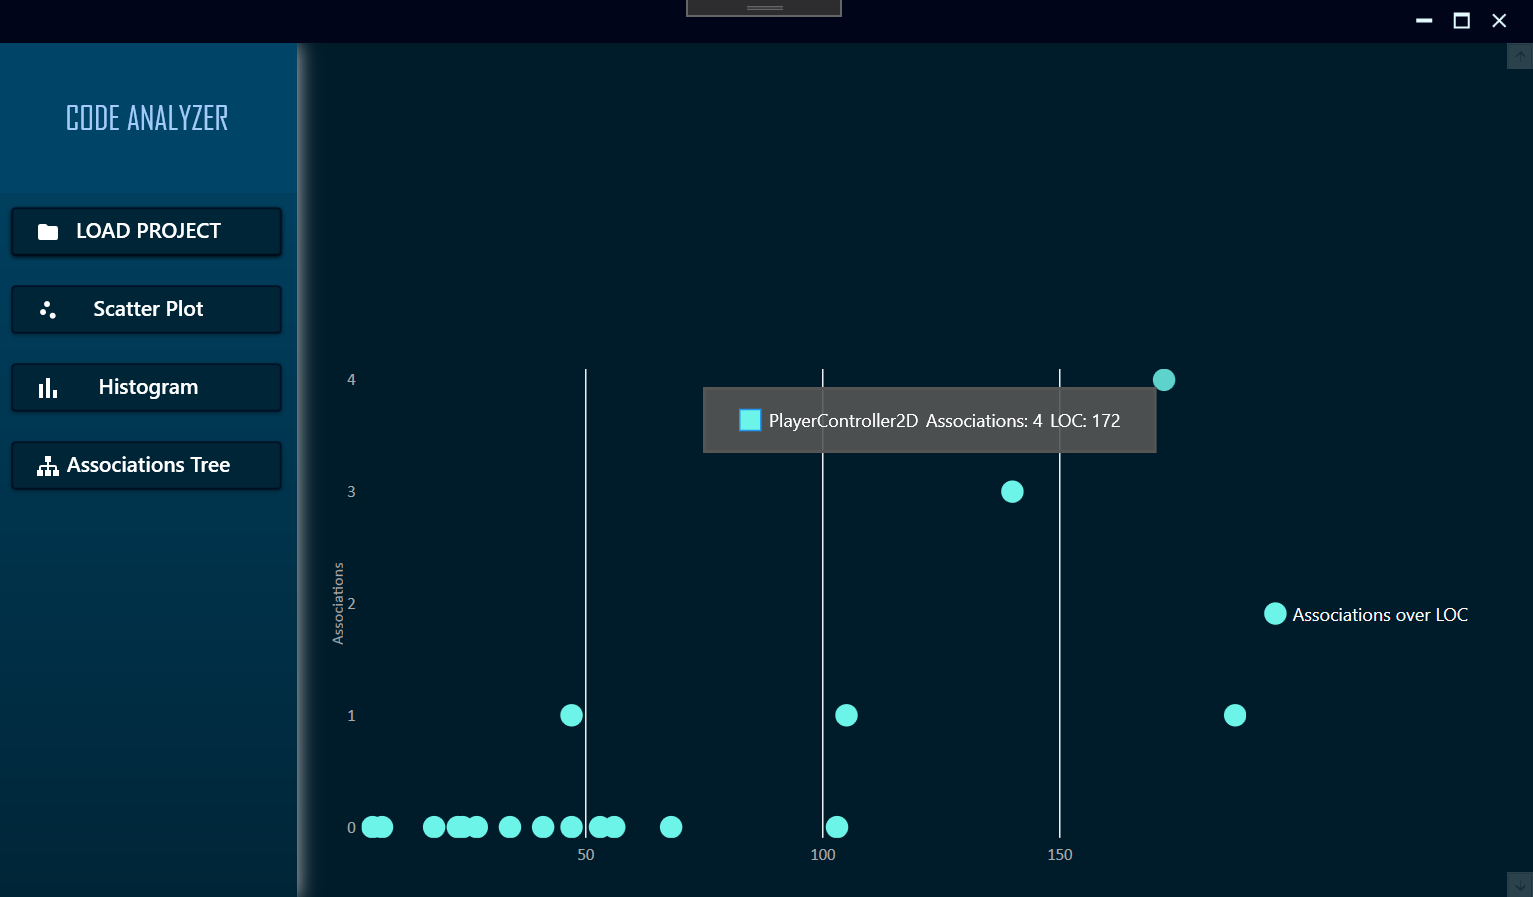 CODE ANALYZER
LOAD PROJECT
Scatter Plot
Histogram
Associations Tree
4
PlayerController2D Associations: 4 LOC: 172
3
Associations
2
Associations over LOC
1
0
50 100 150